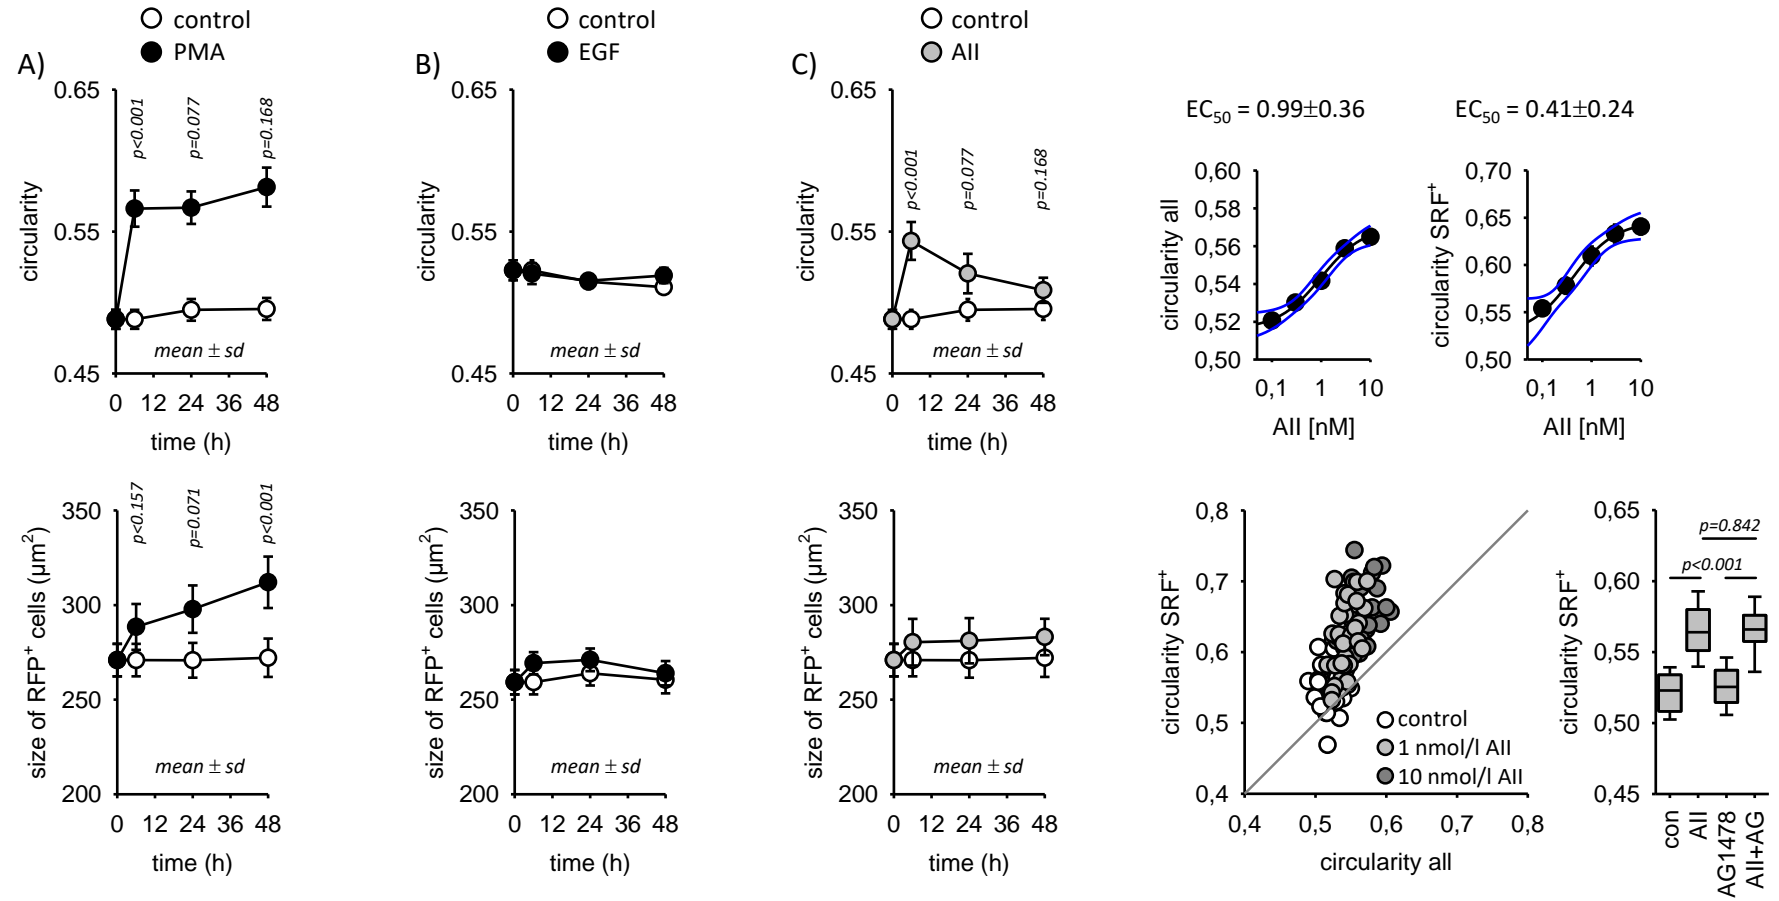 A)
control
PMA
0.65
0.55
0.45
circularity
p<0.001
p=0.077
p=0.168
mean ± sd
0 12 24 36 48
time (h)
350
300
250
200
size of RFP⁺ cells (µm²)
p<0.157
p=0.071
p<0.001
mean ± sd
0 12 24 36 48
time (h)
B)
control
EGF
0.65
0.55
0.45
circularity
mean ± sd
0 12 24 36 48
time (h)
350
300
250
200
size of RFP⁺ cells (µm²)
mean ± sd
0 12 24 36 48
time (h)
C)
control
AII
0.65
0.55
0.45
circularity
p<0.001
p=0.077
p=0.168
mean ± sd
0 12 24 36 48
time (h)
350
300
250
200
size of RFP⁺ cells (µm²)
mean ± sd
0 12 24 36 48
time (h)
EC₅₀ = 0.99±0.36
0,60
0,58
0,56
0,54
0,52
0,50
circularity all
0,1 1 10
AII [nM]
EC₅₀ = 0.41±0.24
0,70
0,65
0,60
0,55
0,50
circularity SRF⁺
0,1 1 10
AII [nM]
0,8
0,7
0,6
0,5
0,4
circularity SRF⁺
control
1 nmol/l AII
10 nmol/l AII
0,4 0,5 0,6 0,7 0,8
circularity all
0,65
0,60
0,55
0,50
0,45
circularity SRF⁺
p=0.842
p<0.001
con
AII
AG1478
AII+AG